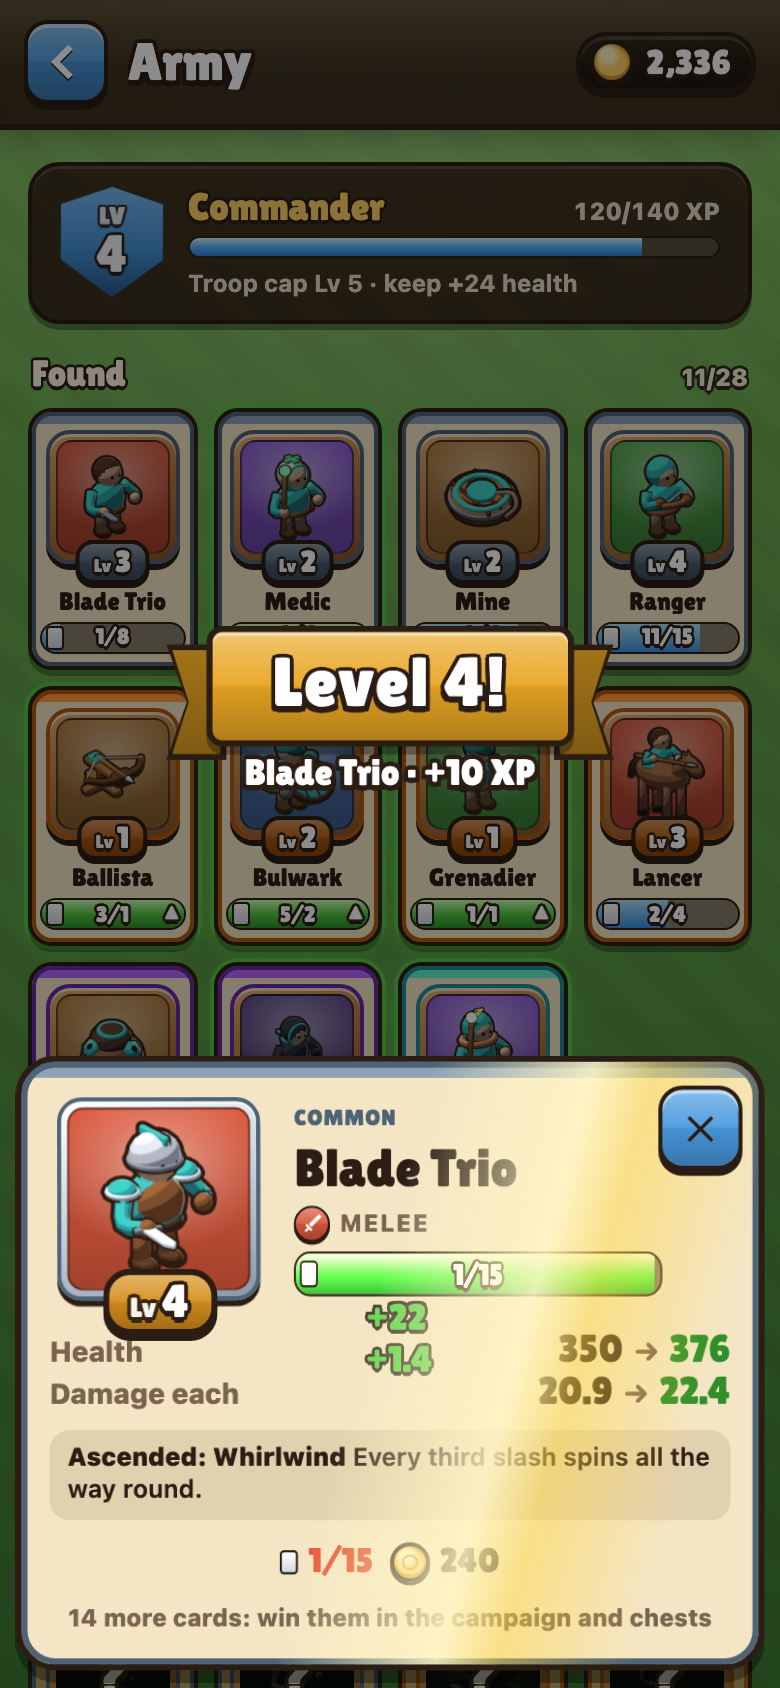 Army
2,336
LV
4
Commander
120/140 XP
Troop cap Lv 5 · keep +24 health
Found
11/28
Lv 3
Lv 2
Lv 2
Lv 4
Blade Trio
Medic
Mine
Ranger
1/8
11/15
Level 4!
Blade Trio · +10 XP
Lv 1
Lv 2
Lv 1
Lv 3
Ballista
Bulwark
Grenadier
Lancer
3/1
5/2
1/1
2/4
COMMON
Blade Trio
MELEE
1/15
Lv 4
+22
Health
350 → 376
+1.4
Damage each
20.9 → 22.4
Ascended: Whirlwind Every third slash spins all the
way round.
1/15
240
14 more cards: win them in the campaign and chests
? ? ? ?